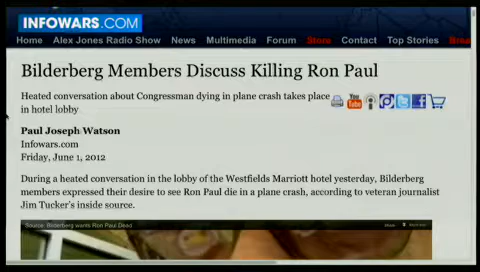 INFOWARS.COM
Home Alex Jones Radio Show News Multimedia Forum Store Contact Top Stories
Bilderberg Members Discuss Killing Ron Paul
Heated conversation about Congressman dying in plane crash takes place
in hotel lobby
You Tube
Paul Joseph Watson
Infowars.com
Friday, June 1, 2012
During a heated conversation in the lobby of the Westfields Marriott hotel yesterday, Bilderberg
members expressed their desire to see Ron Paul die in a plane crash, according to veteran journalist
Jim Tucker's inside source.
Source: Bilderberg wants Ron Paul Dead